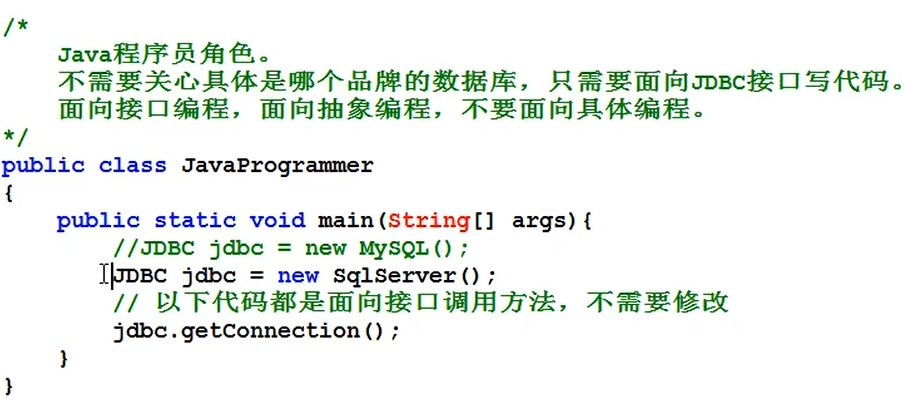 /*
Java程序员角色。
不需要关心具体是哪个品牌的数据库，只需要面向JDBC接口写代码。
面向接口编程，面向抽象编程，不要面向具体编程。
*/
public class JavaProgrammer
{
public static void main(String[] args){
//JDBC jdbc = new MySQL();
JDBC jdbc = new SqlServer();
// 以下代码都是面向接口调用方法，不需要修改
jdbc.getConnection();
}
}